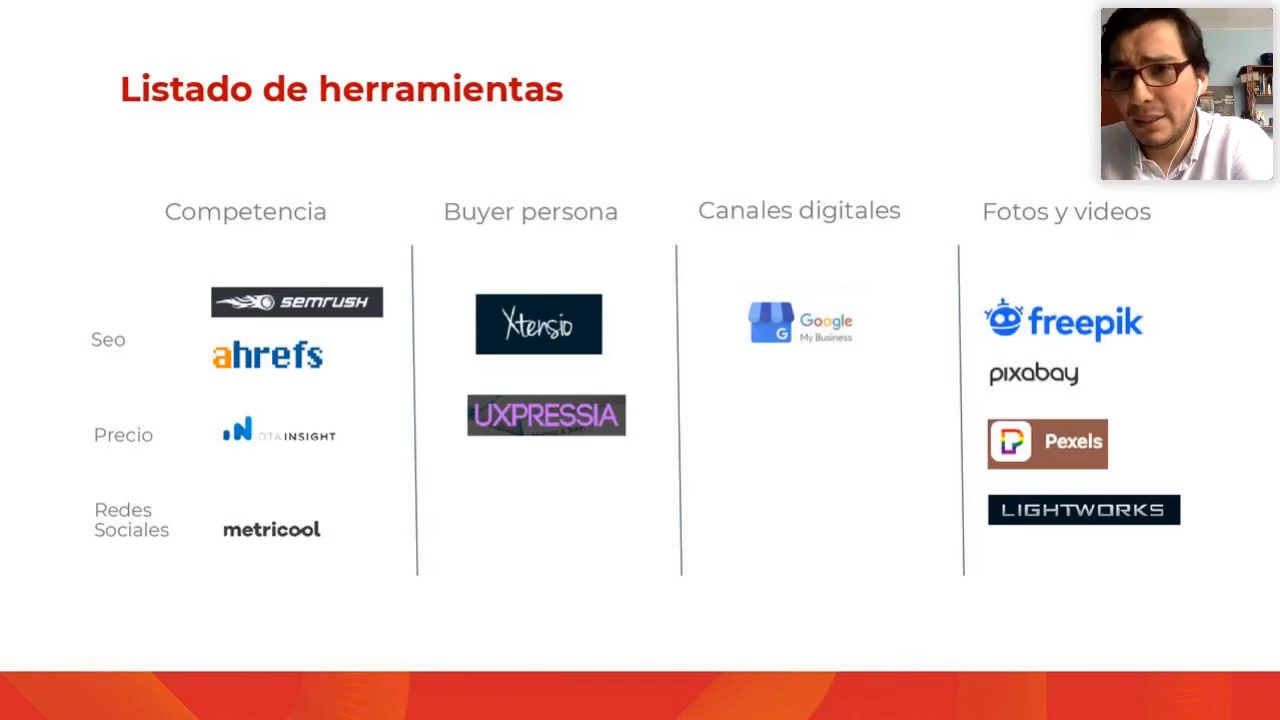 Listado de herramientas
Competencia
Buyer persona
Canales digitales
Fotos y videos
Seo
SEMRUSH
ahrefs
Precio
OTAINSIGHT
Redes
Sociales
metricool
Xtensio
UXPRESSIA
Google
My Business
G
freepik
pixabay
P
Pexels
LIGHTWORKS